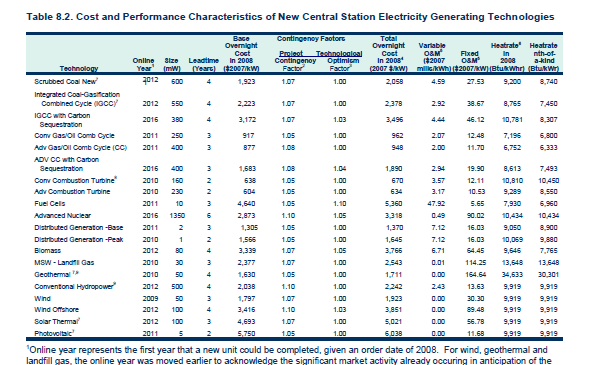 Table 8.2. Cost and Performance Characteristics of New Central Station Electricity Generating Technologies
Technology Online Year¹ Size (mW) Leadtime (Years) Base Overnight Cost in 2008 ($2007/kW) Contingency Factors Project Contingency Factor² Technological Optimism Factor³ Total Overnight Cost in 2008⁴ (2007 $/kW) Variable O&M⁵ ($2007 mills/kWh) Fixed O&M⁵ ($2007/kW) Heatrate⁶ in 2008 (Btu/kWhr) Heatrate nth-of-a-kind (Btu/kWr)
Scrubbed Coal New⁷ 2012 600 4 1,923 1.07 1.00 2,058 4.59 27.53 9,200 8,740
Integrated Coal-Gasification
Combined Cycle (IGCC)⁷ 2012 550 4 2,223 1.07 1.00 2,378 2.92 38.67 8,765 7,450
IGCC with Carbon
Sequestration 2016 380 4 3,172 1.07 1.03 3,496 4.44 46.12 10,781 8,307
Conv Gas/Oil Comb Cycle 2011 250 3 917 1.05 1.00 962 2.07 12.48 7,196 6,800
Adv Gas/Oil Comb Cycle (CC) 2011 400 3 877 1.08 1.00 948 2.00 11.70 6,752 6,333
ADV CC with Carbon
Sequestration 2016 400 3 1,683 1.08 1.04 1,890 2.94 19.90 8,613 7,493
Conv Combustion Turbine⁸ 2010 160 2 638 1.05 1.00 670 3.57 12.11 10,810 10,450
Adv Combustion Turbine 2010 230 2 604 1.05 1.00 634 3.17 10.53 9,289 8,550
Fuel Cells 2011 10 3 4,640 1.05 1.10 5,360 47.92 5.65 7,930 6,960
Advanced Nuclear 2016 1350 6 2,873 1.10 1.05 3,318 0.49 90.02 10,434 10,434
Distributed Generation -Base 2011 2 3 1,305 1.05 1.00 1,370 7.12 16.03 9,050 8,900
Distributed Generation -Peak 2010 1 2 1,566 1.05 1.00 1,645 7.12 16.03 10,069 9,880
Biomass 2012 80 4 3,339 1.07 1.05 3,766 6.71 64.45 9,646 7,765
MSW - Landfill Gas 2010 30 3 2,377 1.07 1.00 2,543 0.01 114.25 13,648 13,648
Geothermal ⁷,⁹ 2010 50 4 1,630 1.05 1.00 1,711 0.00 164.64 34,633 30,301
Conventional Hydropower⁹ 2012 500 4 2,038 1.10 1.00 2,242 2.43 13.63 9,919 9,919
Wind 2009 50 3 1,797 1.07 1.00 1,923 0.00 30.30 9,919 9,919
Wind Offshore 2012 100 4 3,416 1.10 1.03 3,851 0.00 89.48 9,919 9,919
Solar Thermal⁷ 2012 100 3 4,693 1.07 1.00 5,021 0.00 56.78 9,919 9,919
Photovoltaic⁷ 2011 5 2 5,750 1.05 1.00 6,038 0.00 11.68 9,919 9,919
¹Online year represents the first year that a new unit could be completed, given an order date of 2008. For wind, geothermal and
landfill gas, the online year was moved earlier to acknowledge the significant market activity already occuring in anticipation of the